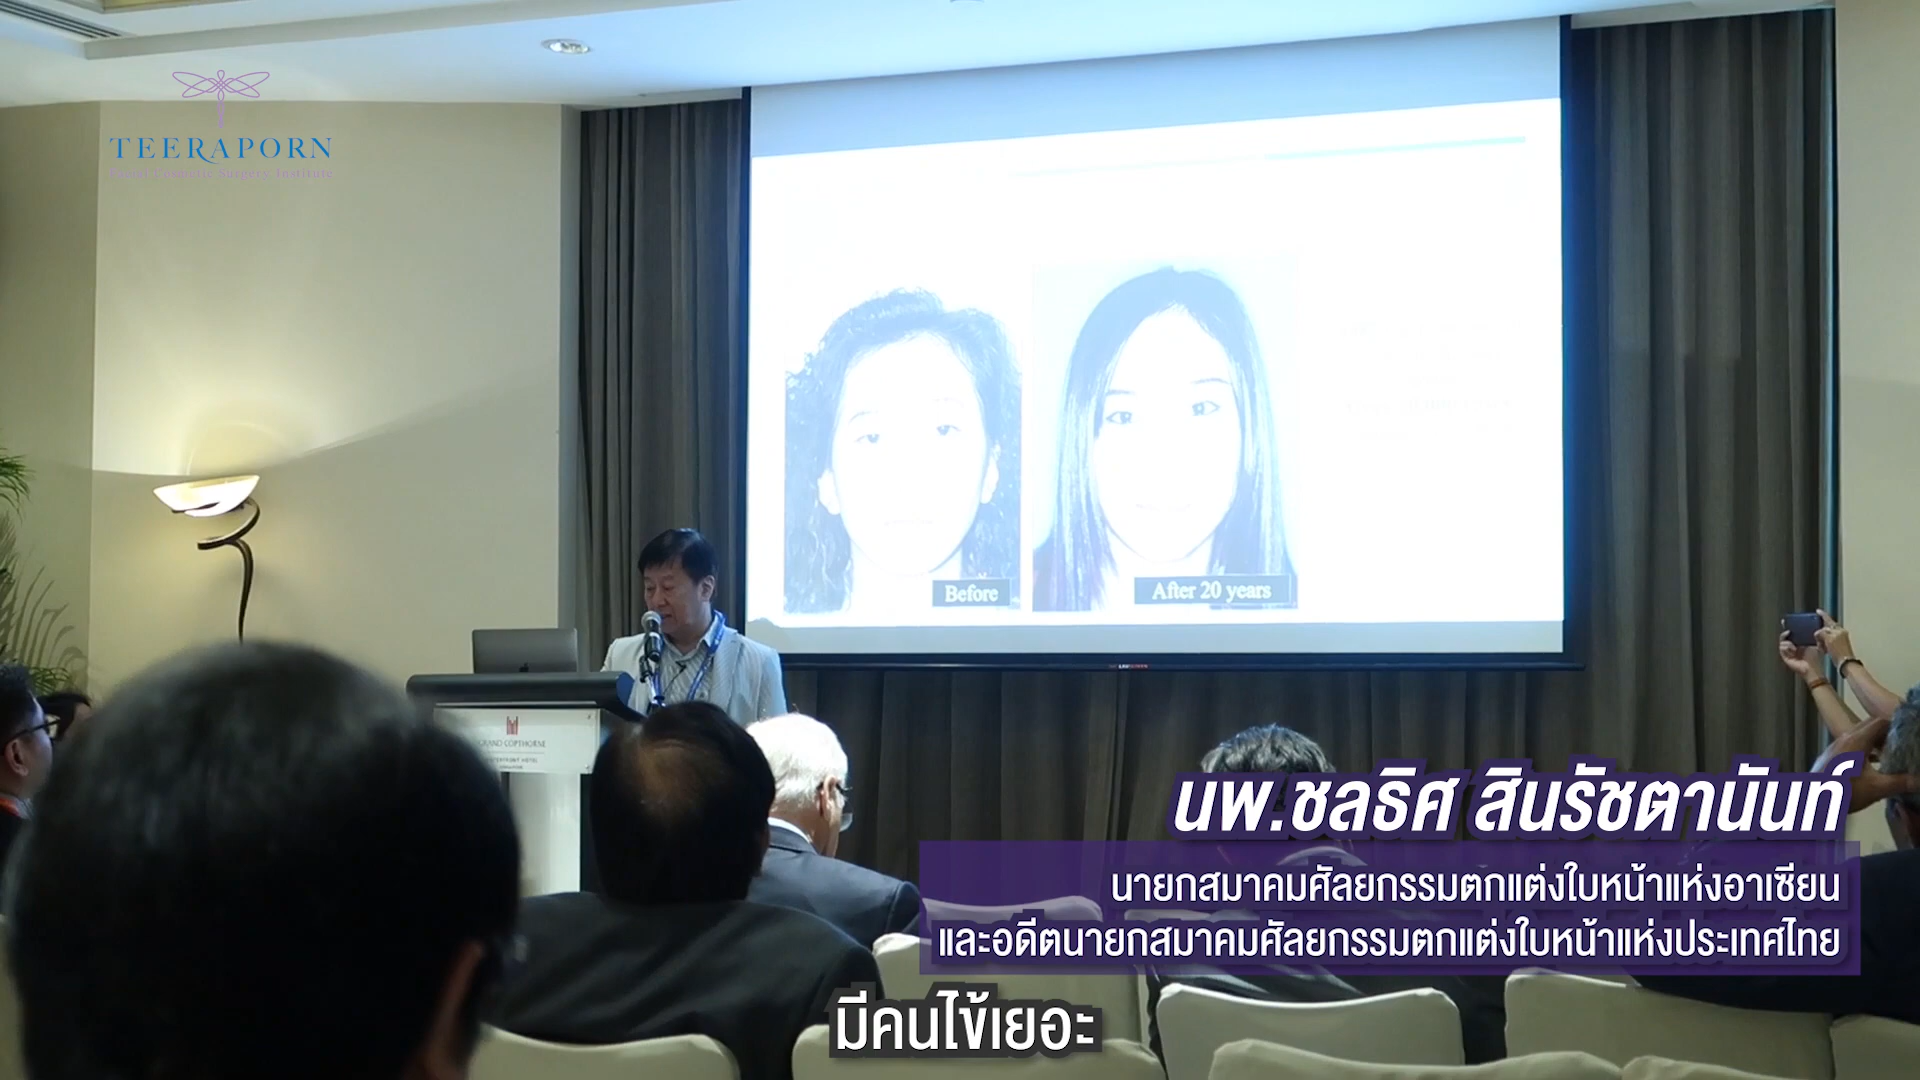 TEERAPORN
Before
After 20 years
GRAND COPTHORNE
WATERFRONT HOTEL
นพ.ชลธิศ สินรัชตานันท์
นายกสมาคมศัลยกรรมตกแต่งใบหน้าแห่งอาเซียน
และอดีตนายกสมาคมศัลยกรรมตกแต่งใบหน้าแห่งประเทศไทย
มีคนไข้เยอะ